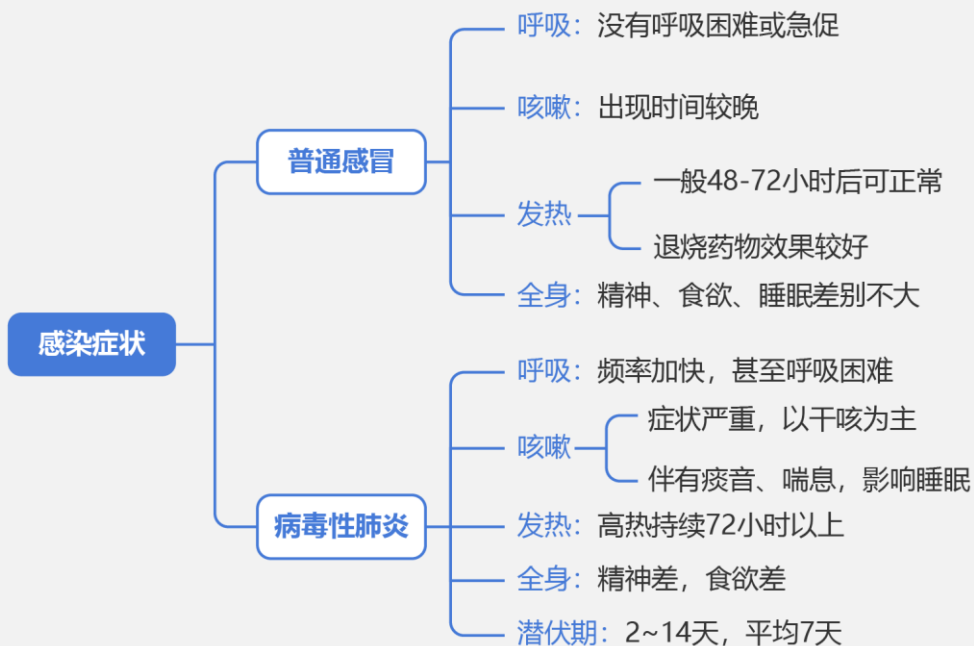 感染症状
普通感冒
呼吸：没有呼吸困难或急促
咳嗽：出现时间较晚
发热
一般48-72小时后可正常
退烧药物效果较好
全身：精神、食欲、睡眠差别不大
病毒性肺炎
呼吸：频率加快，甚至呼吸困难
咳嗽
症状严重，以干咳为主
伴有痰音、喘息，影响睡眠
发热：高热持续72小时以上
全身：精神差，食欲差
潜伏期：2~14天，平均7天